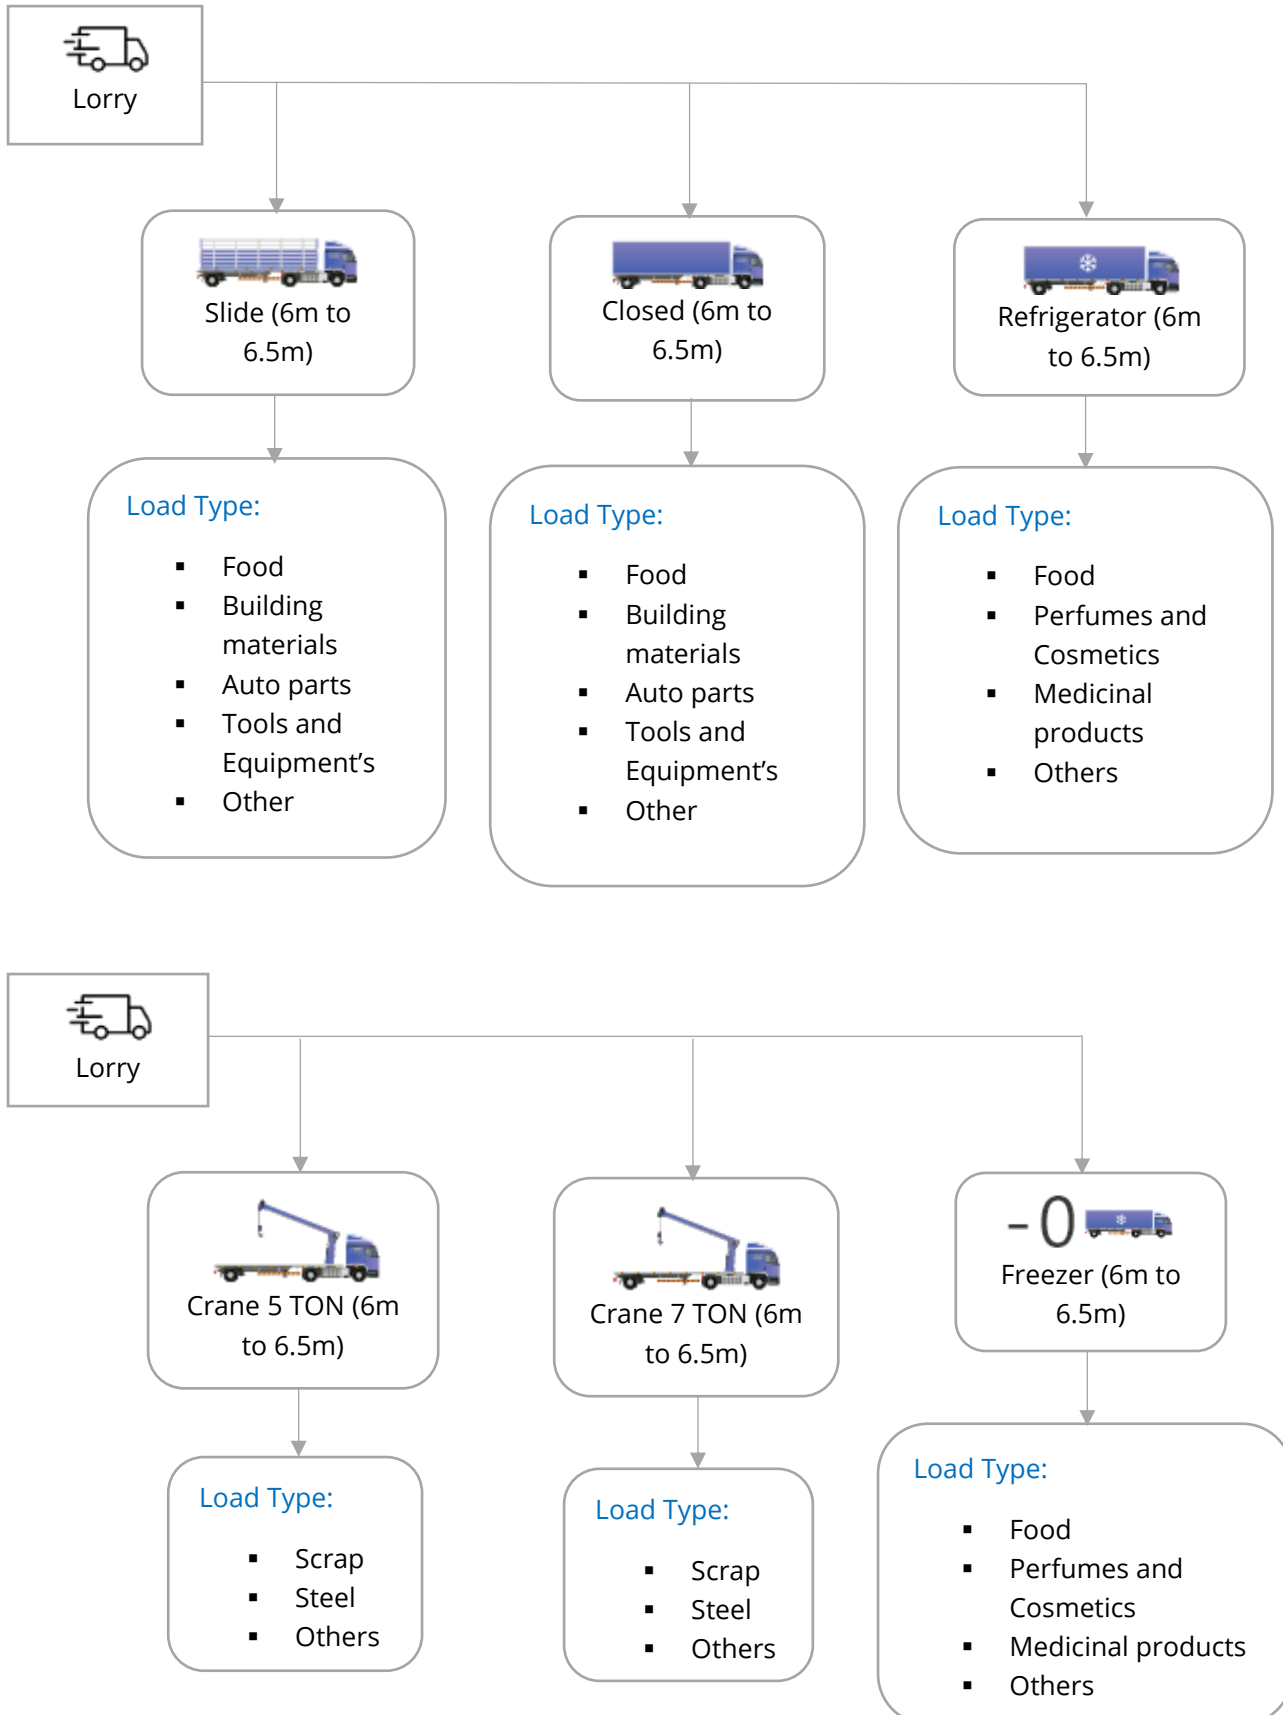 Lorry
Slide (6m to
6.5m)
Closed (6m to
6.5m)
Refrigerator (6m
to 6.5m)
Load Type:
▪ Food
▪ Building
materials
▪ Auto parts
▪ Tools and
Equipment’s
▪ Other
Load Type:
▪ Food
▪ Building
materials
▪ Auto parts
▪ Tools and
Equipment’s
▪ Other
Load Type:
▪ Food
▪ Perfumes and
Cosmetics
▪ Medicinal
products
▪ Others
Lorry
Crane 5 TON (6m
to 6.5m)
Crane 7 TON (6m
to 6.5m)
-0
Freezer (6m to
6.5m)
Load Type:
▪ Scrap
▪ Steel
▪ Others
Load Type:
▪ Scrap
▪ Steel
▪ Others
Load Type:
▪ Food
▪ Perfumes and
Cosmetics
▪ Medicinal products
▪ Others